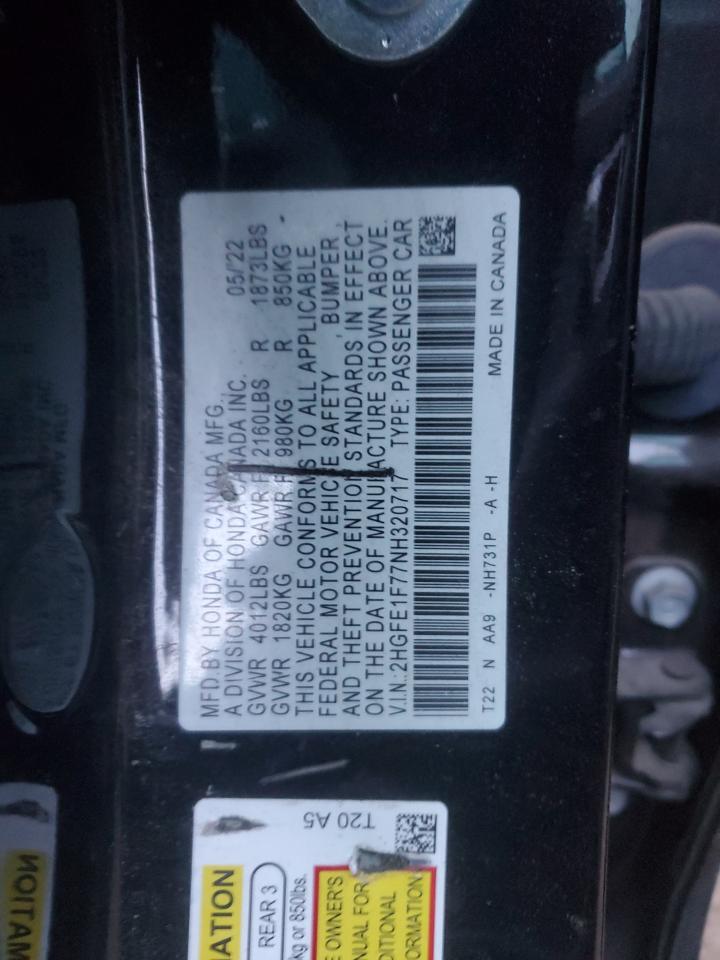 MFD.BY HONDA OF CANADA MFG.,
A DIVISION OF HONDA CANADA INC. 05/22
GVWR 4012LBS GAWR F 2160LBS R 1873LBS
GVWR 1820KG GAWR F 980KG R 850KG
THIS VEHICLE CONFORMS TO ALL APPLICABLE
FEDERAL MOTOR VEHICLE SAFETY, BUMPER,
AND THEFT PREVENTION STANDARDS IN EFFECT
ON THE DATE OF MANUFACTURE SHOWN ABOVE.
V.I.N.:2HGFE1F77NH320717 TYPE: PASSENGER CAR
T22 N AA9 -NH731P -A -H MADE IN CANADA
T20 A5
ATION
REAR 3
kg or 850lbs.
OWNER'S
FOR
MATION